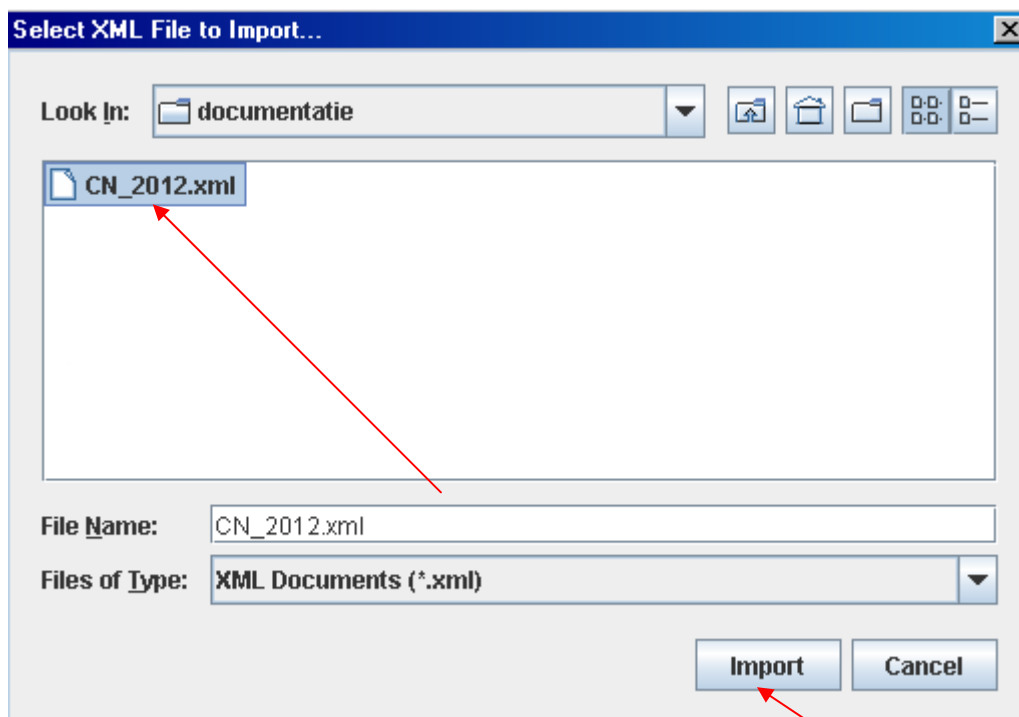 Select XML File to Import...
Look In: documentatie
CN_2012.xml
File Name: CN_2012.xml
Files of Type: XML Documents (*.xml)
Import Cancel